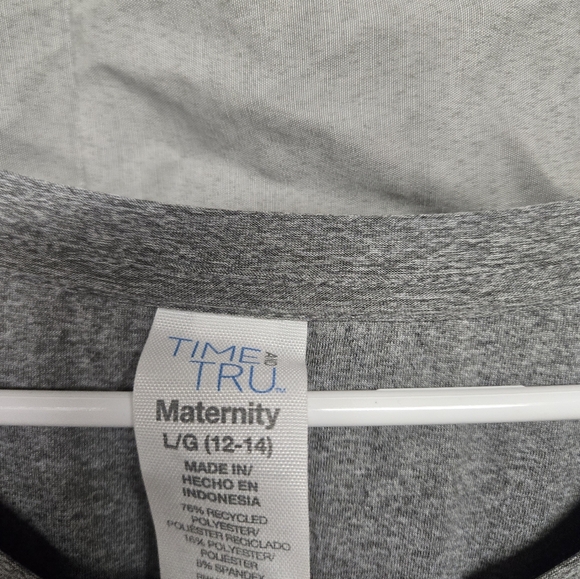 TIME
AND
TRU™
Maternity
L/G (12-14)
MADE IN/
HECHO EN
INDONESIA
76% RECYCLED
POLYESTER/
POLIÉSTER RECICLADO
16% POLYESTER/
POLIÉSTER
8% SPANDEX